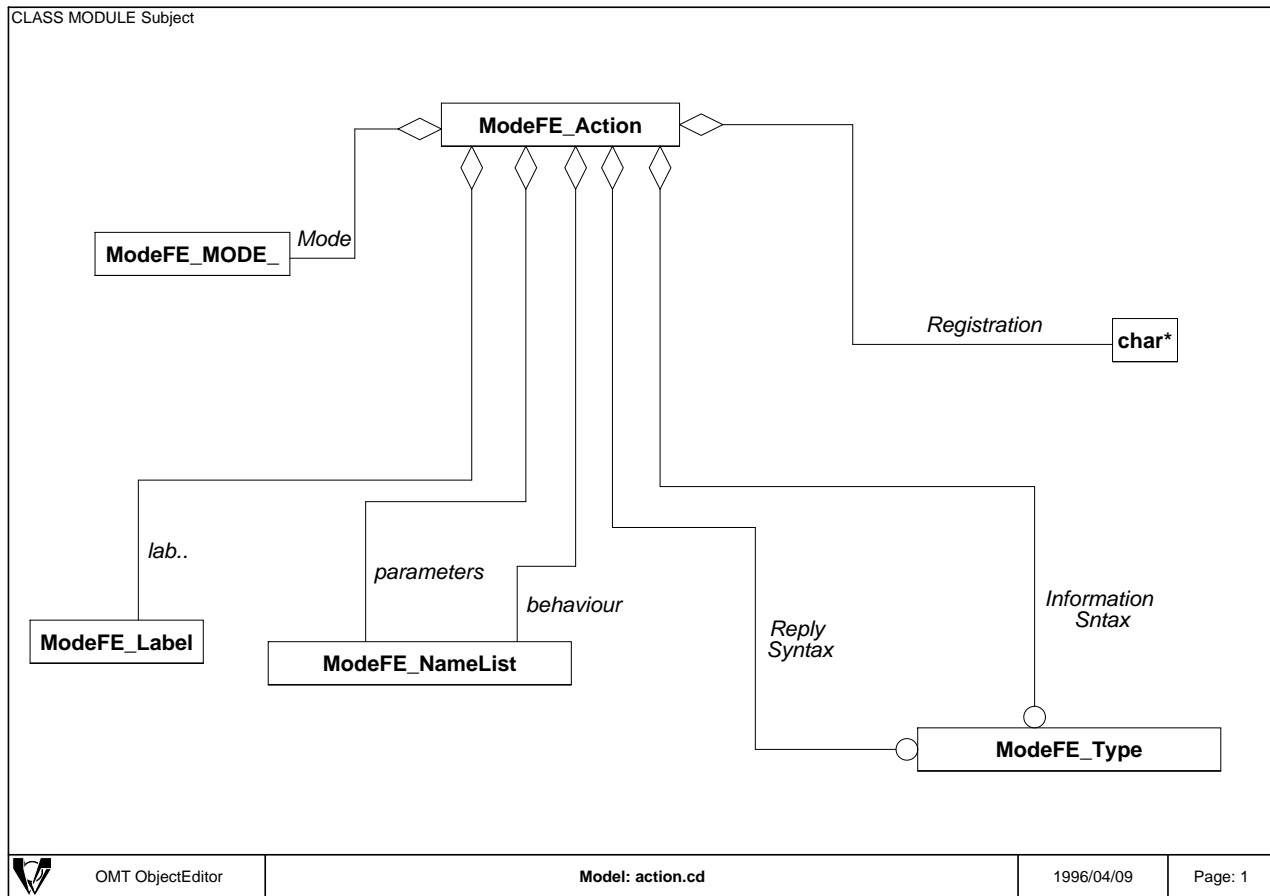 CLASS MODULE Subject
ModeFE_Action
Mode
ModeFE_MODE_
Registration
char*
lab..
parameters
behaviour
Reply
Syntax
Information
Sntax
ModeFE_Label
ModeFE_NameList
ModeFE_Type
OMT ObjectEditor
Model: action.cd
1996/04/09
Page: 1